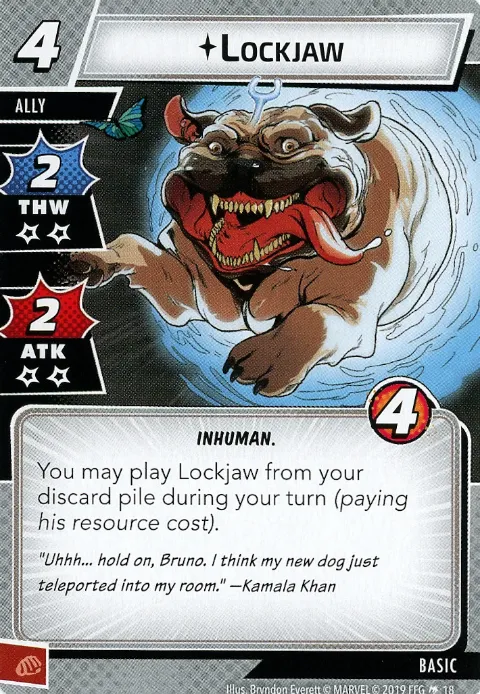 4
LOCKJAW
ALLY
2
THW
2
ATK
4
INHUMAN.
You may play Lockjaw from your
discard pile during your turn (paying
his resource cost).
"Uhhh... hold on, Bruno. I think my new dog just
teleported into my room." —Kamala Khan
BASIC
Illus. Bryndon Everett © MARVEL © 2019 FFG 18